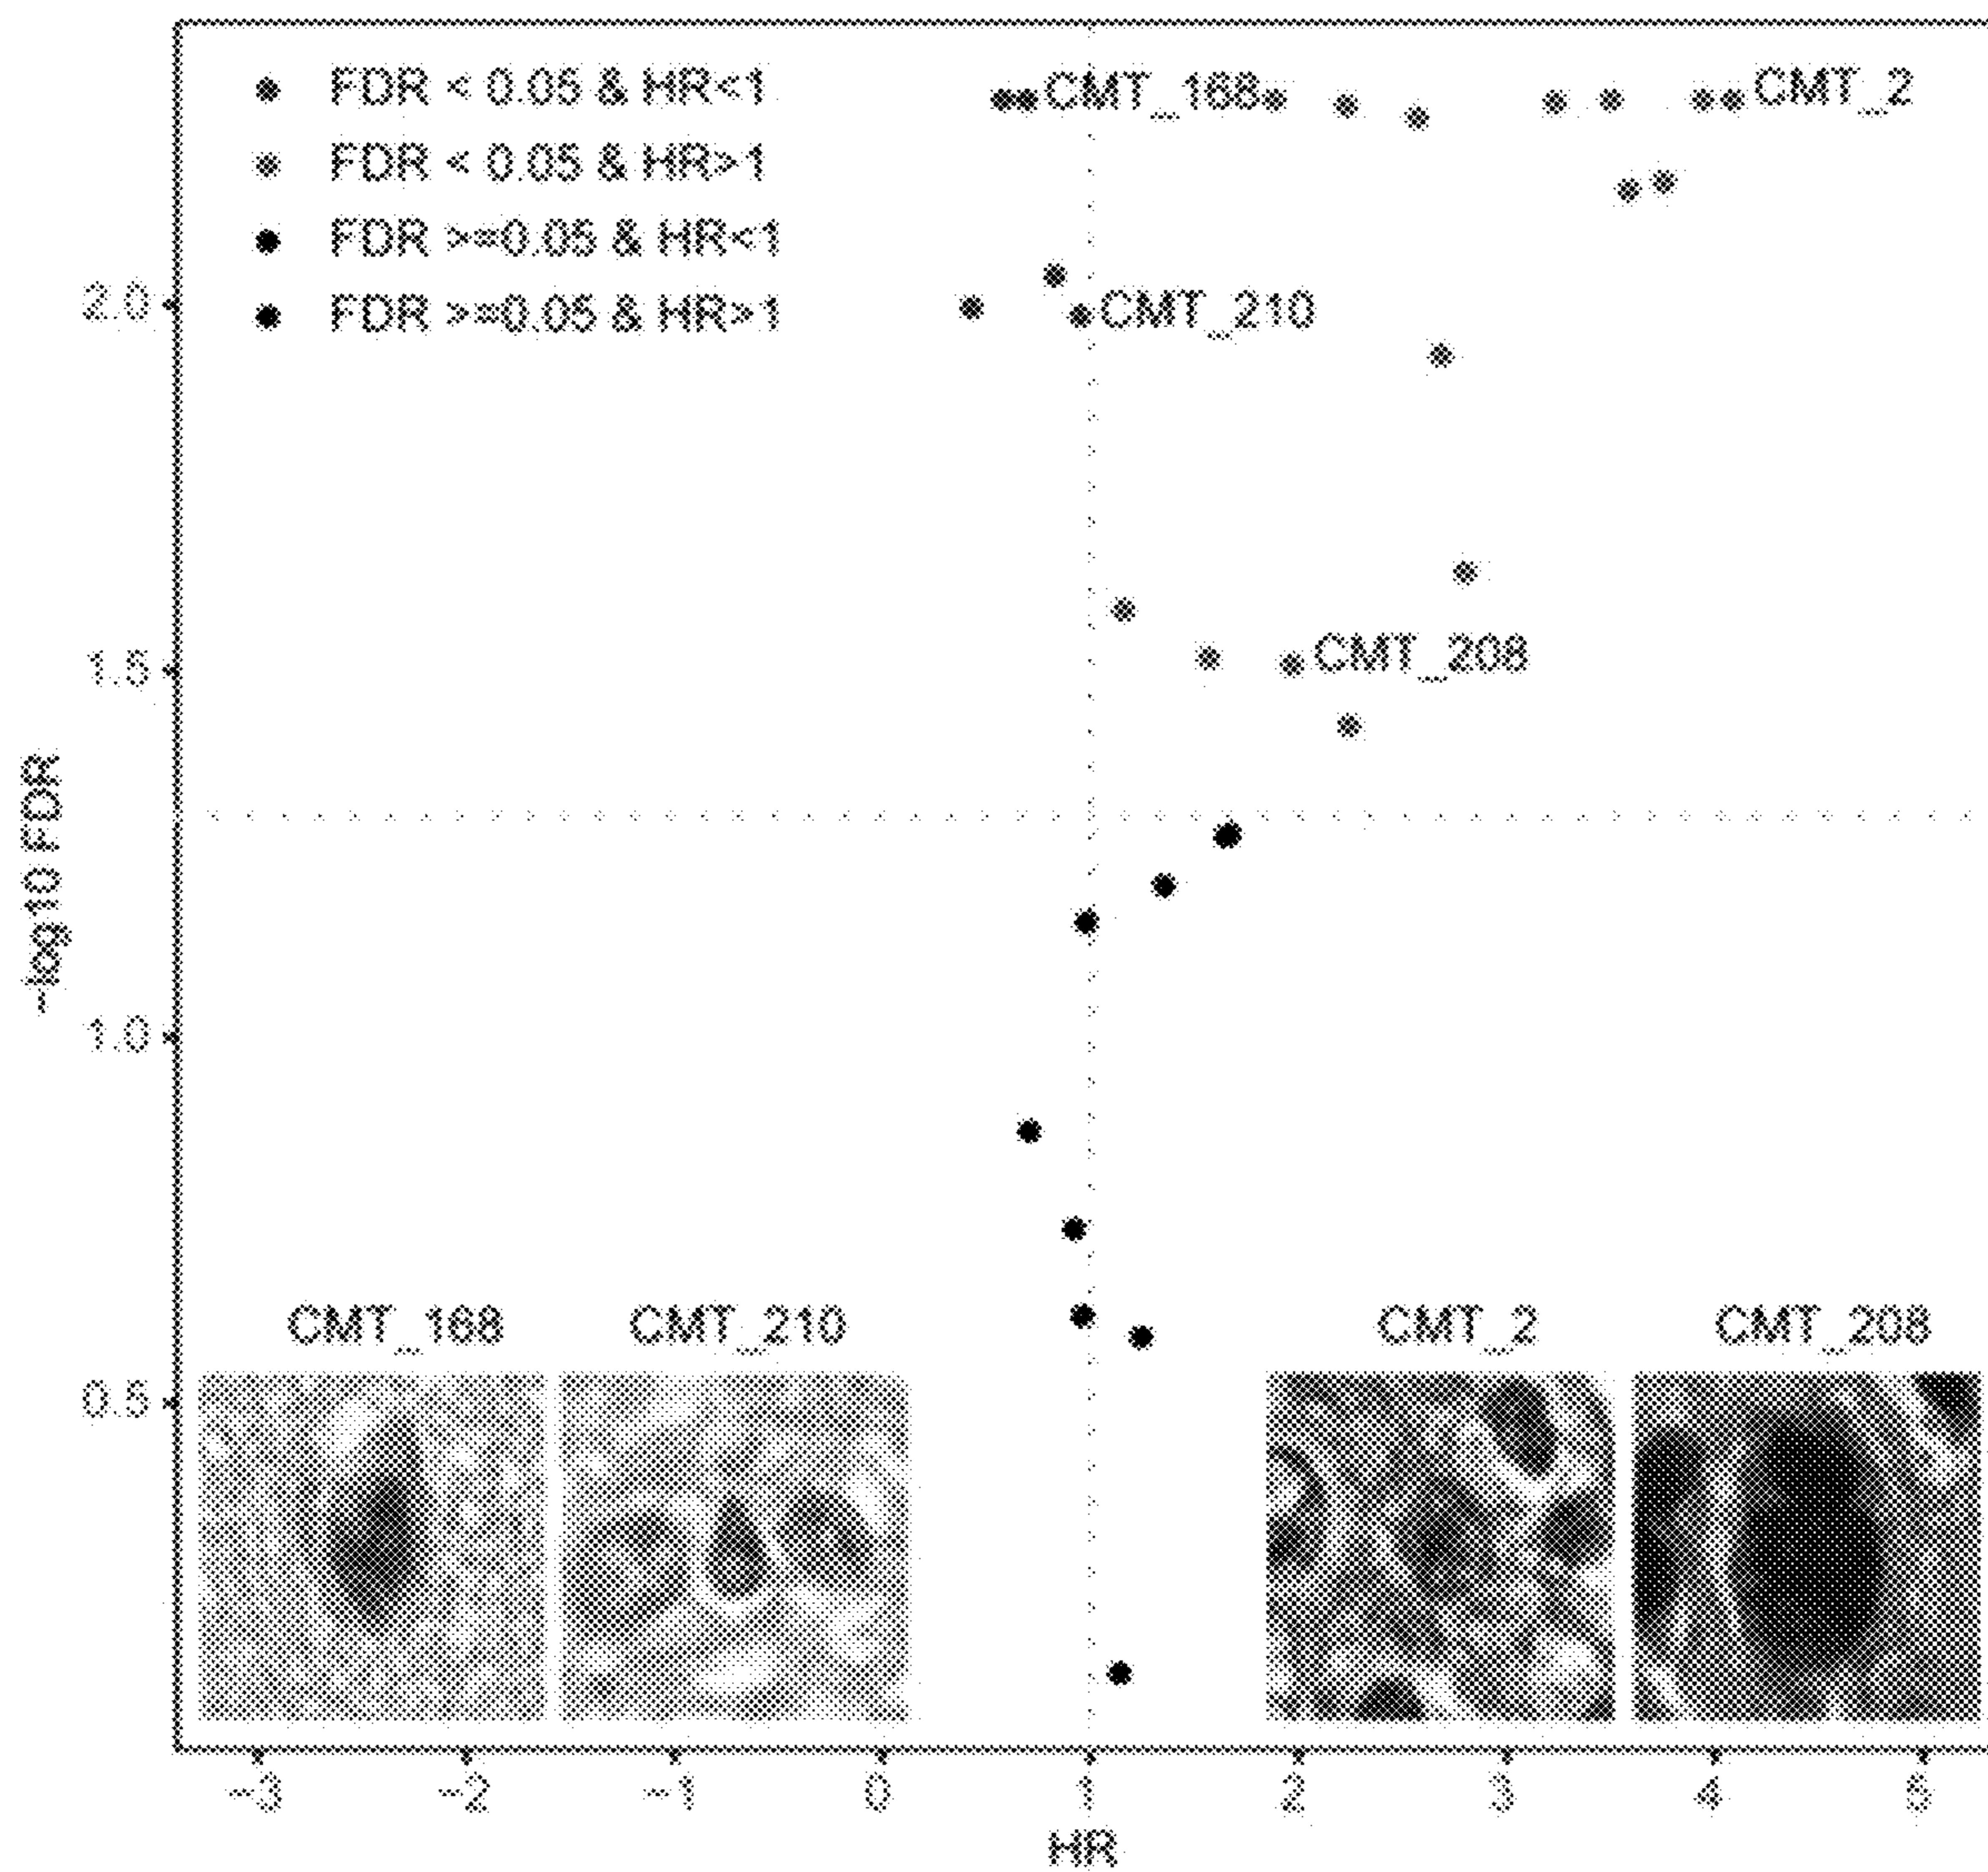 FDR < 0.05 & HR<1
FDR < 0.05 & HR>1
FDR >=0.05 & HR<1
FDR >=0.05 & HR>1
CMT_168
CMT_2
CMT_210
CMT_208
2.0
1.5
1.0
0.5
-log10 FDR
CMT_168
CMT_210
CMT_2
CMT_208
-3 -2 -1 0 1 2 3 4 5
HR